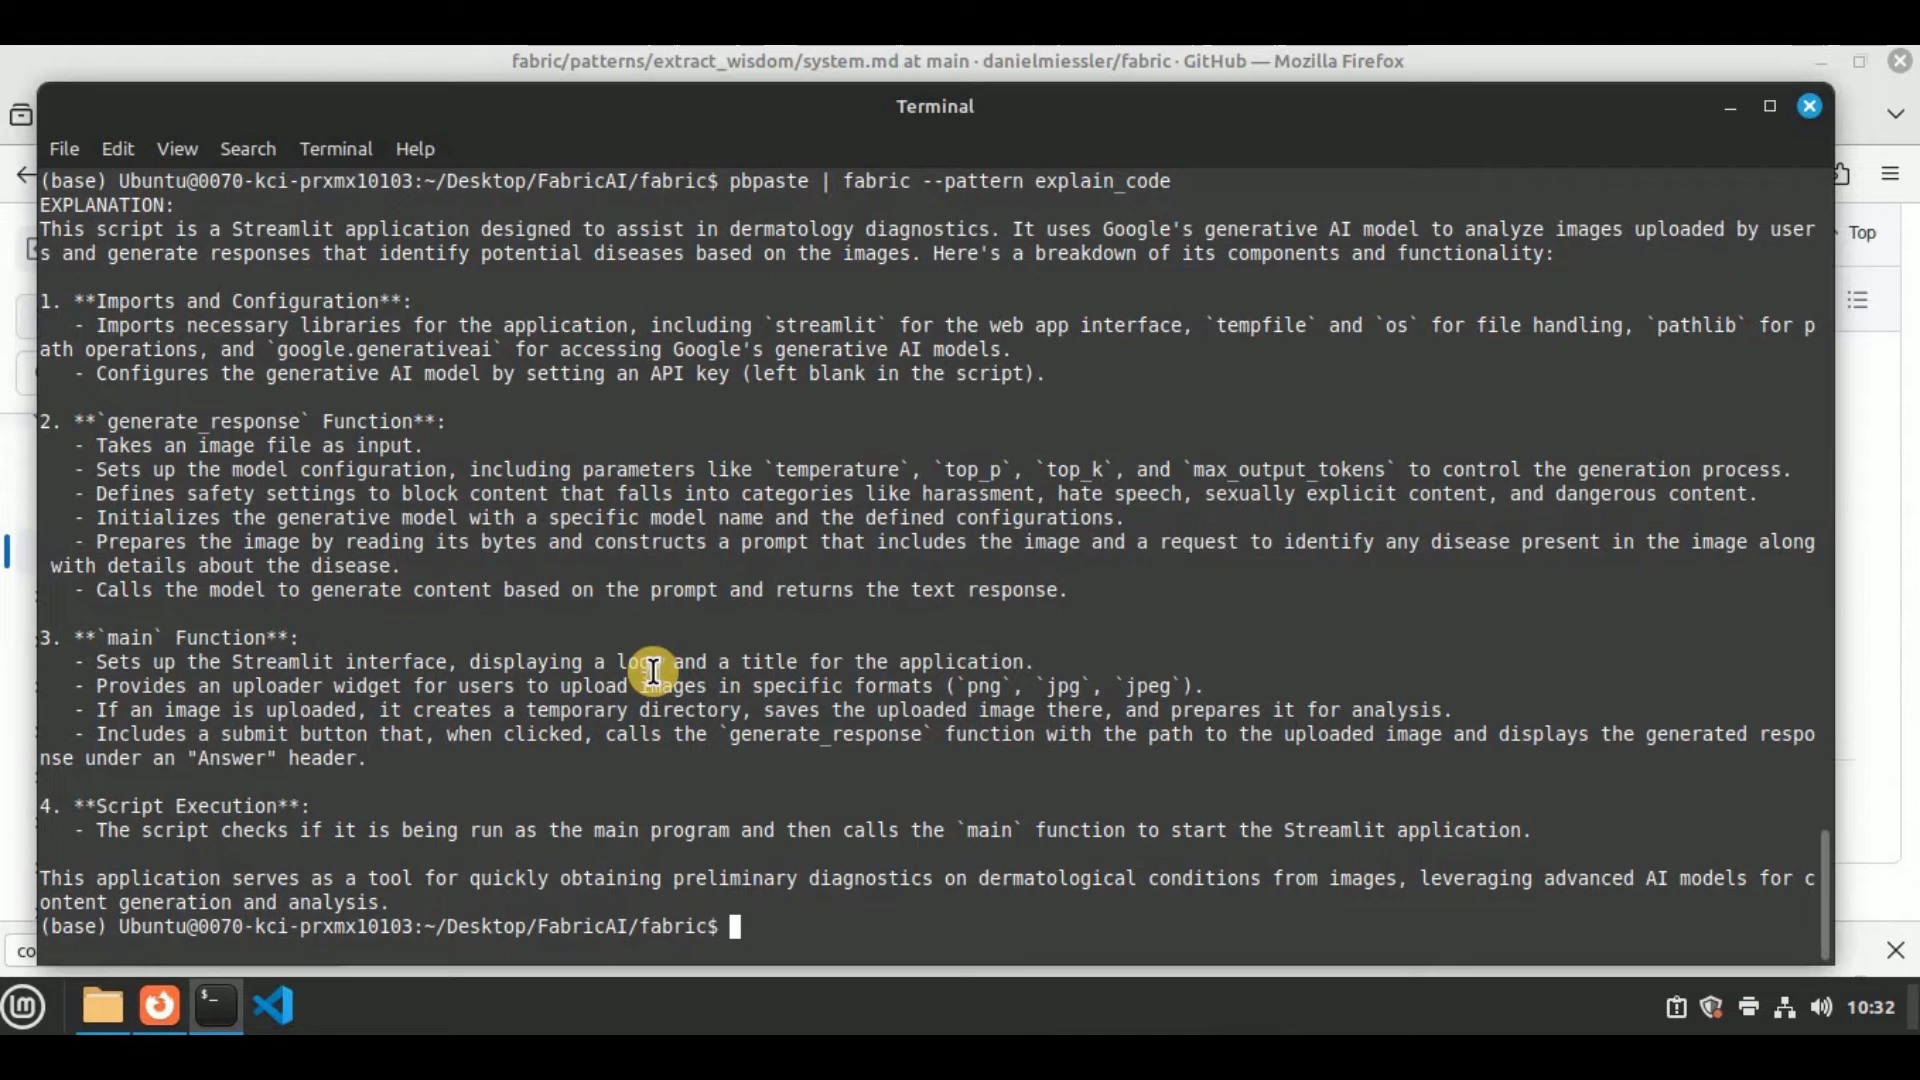 fabric/patterns/extract_wisdom/system.md at main · danielmiessler/fabric · GitHub — Mozilla Firefox
Terminal
File Edit View Search Terminal Help
(base) Ubuntu@0070-kci-prxmx10103:~/Desktop/FabricAI/fabric$ pbpaste | fabric --pattern explain_code
EXPLANATION:
This script is a Streamlit application designed to assist in dermatology diagnostics. It uses Google's generative AI model to analyze images uploaded by user
s and generate responses that identify potential diseases based on the images. Here's a breakdown of its components and functionality:
Top
1. **Imports and Configuration**:
- Imports necessary libraries for the application, including `streamlit` for the web app interface, `tempfile` and `os` for file handling, `pathlib` for p
ath operations, and `google.generativeai` for accessing Google's generative AI models.
- Configures the generative AI model by setting an API key (left blank in the script).
2. **`generate_response` Function**:
- Takes an image file as input.
- Sets up the model configuration, including parameters like `temperature`, `top_p`, `top_k`, and `max_output_tokens` to control the generation process.
- Defines safety settings to block content that falls into categories like harassment, hate speech, sexually explicit content, and dangerous content.
- Initializes the generative model with a specific model name and the defined configurations.
- Prepares the image by reading its bytes and constructs a prompt that includes the image and a request to identify any disease present in the image along
with details about the disease.
- Calls the model to generate content based on the prompt and returns the text response.
3. **`main` Function**:
- Sets up the Streamlit interface, displaying a logo and a title for the application.
- Provides an uploader widget for users to upload images in specific formats (`png`, `jpg`, `jpeg`).
- If an image is uploaded, it creates a temporary directory, saves the uploaded image there, and prepares it for analysis.
- Includes a submit button that, when clicked, calls the `generate_response` function with the path to the uploaded image and displays the generated respo
nse under an "Answer" header.
4. **Script Execution**:
- The script checks if it is being run as the main program and then calls the `main` function to start the Streamlit application.
This application serves as a tool for quickly obtaining preliminary diagnostics on dermatological conditions from images, leveraging advanced AI models for c
ontent generation and analysis.
(base) Ubuntu@0070-kci-prxmx10103:~/Desktop/FabricAI/fabric$
co
10:32